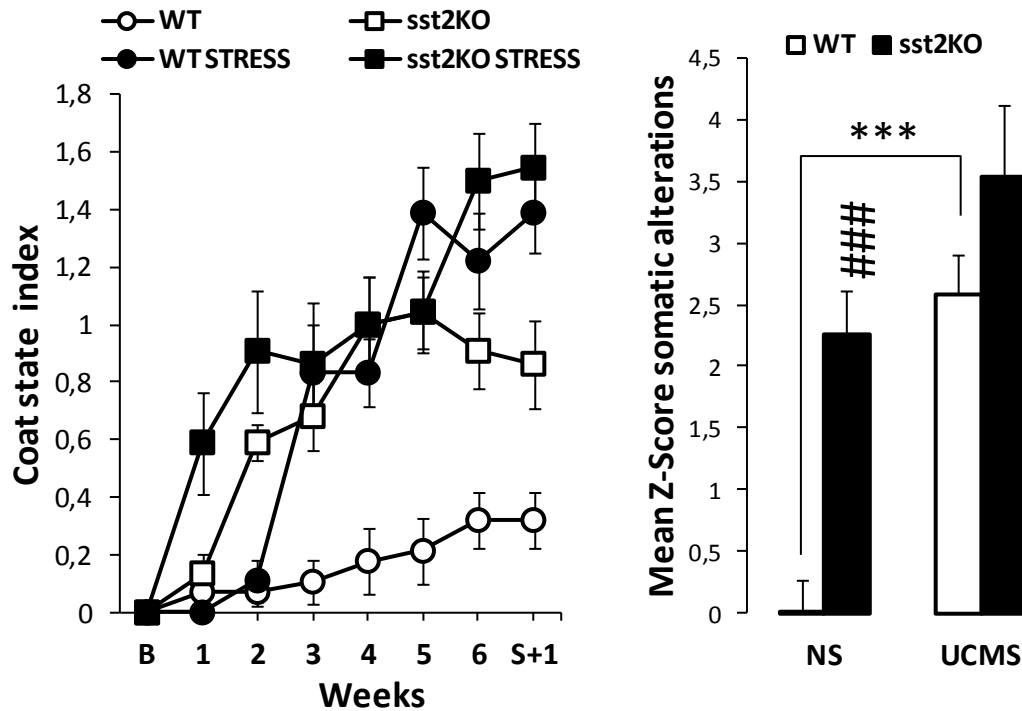 WT sst2KO
WT STRESS sst2KO STRESS
Coat state index
1,8
1,6
1,4
1,2
1
0,8
0,6
0,4
0,2
0
B 1 2 3 4 5 6 S+1
Weeks
WT sst2KO
Mean Z-Score somatic alterations
4,5
4
3,5
3
2,5
2
1,5
1
0,5
0
***
###
NS UCMS